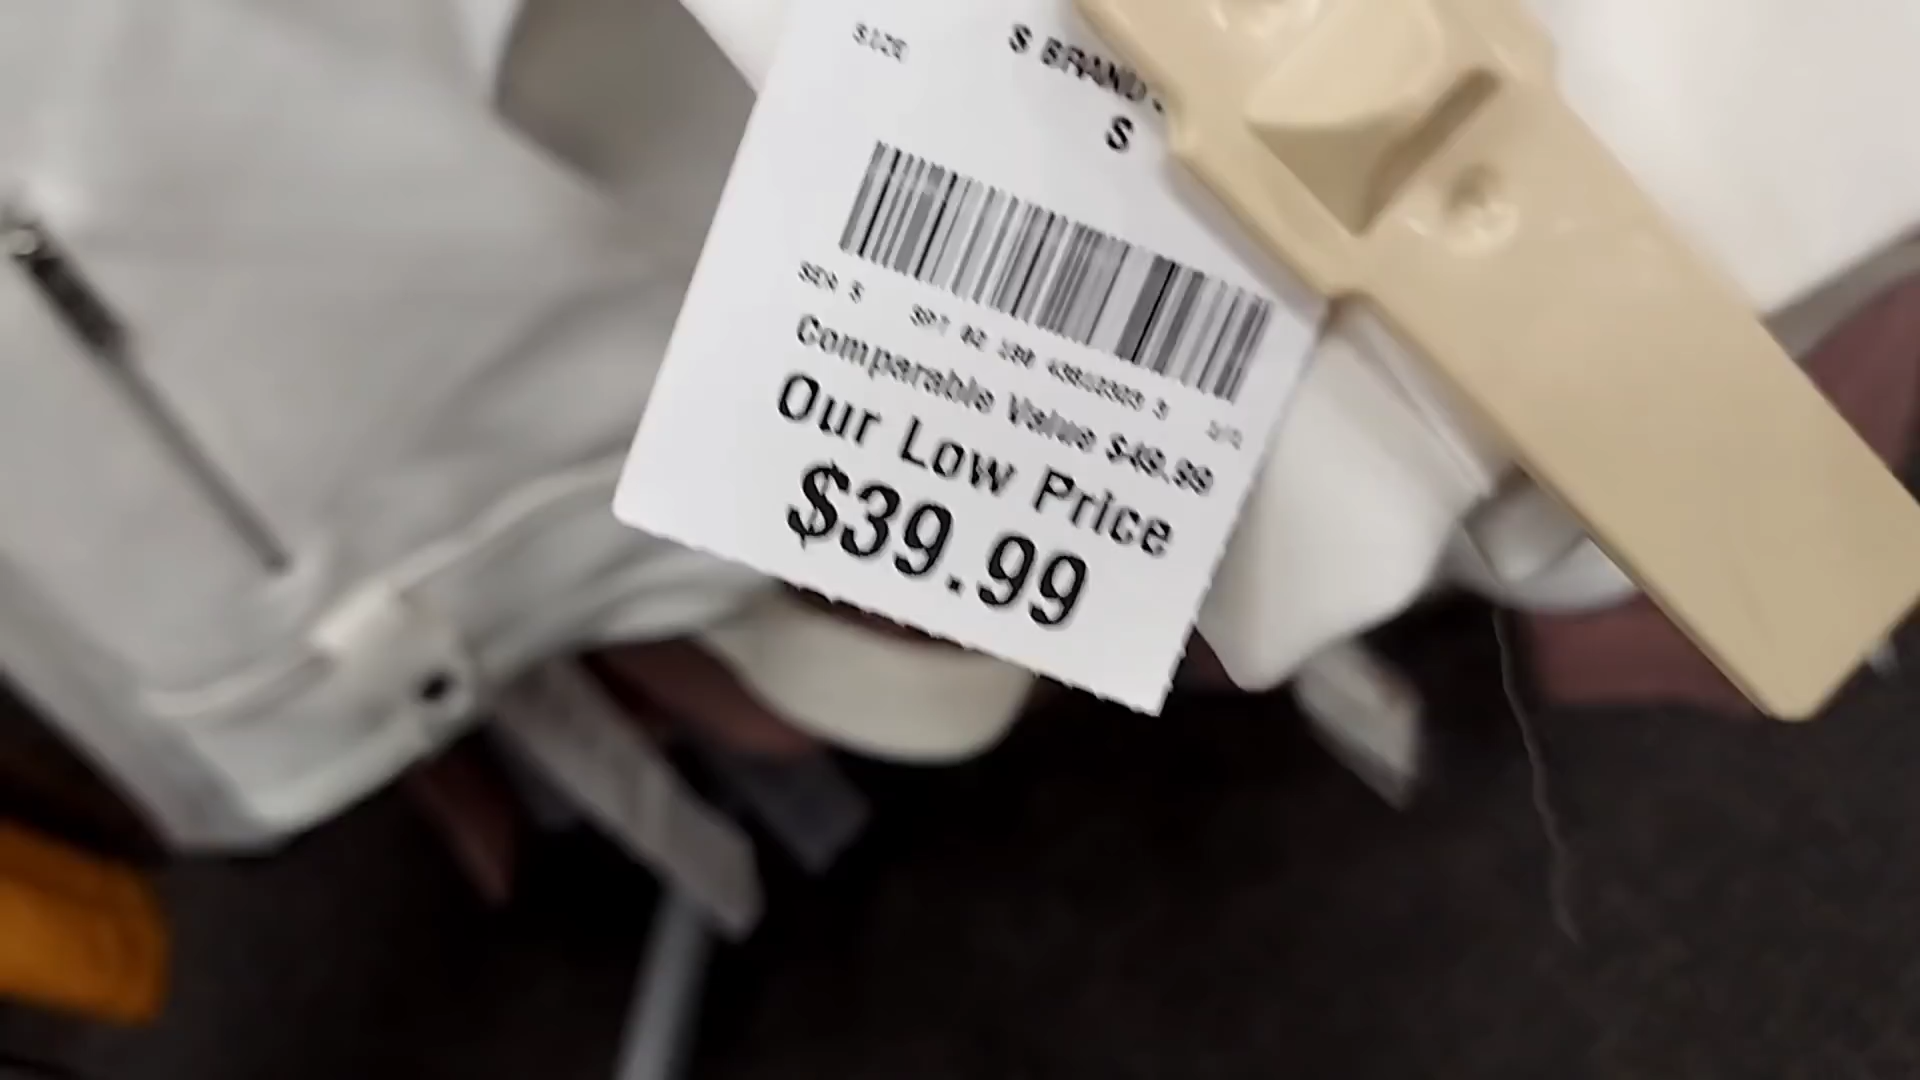 S BRAND
SIZE
S
Comparable Value $49.99
Our Low Price
$39.99